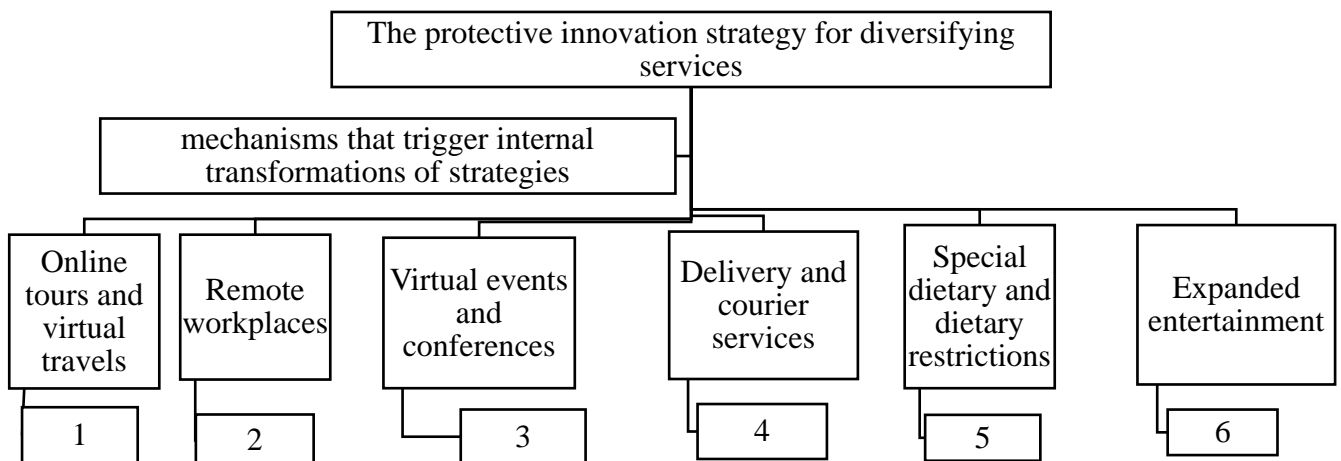 The protective innovation strategy for diversifying
services
mechanisms that trigger internal
transformations of strategies
Online
tours and
virtual
travels
Remote
workplaces
Virtual events
and
conferences
Delivery and
courier
services
Special
dietary and
dietary
restrictions
Expanded
entertainment
1
2
3
4
5
6